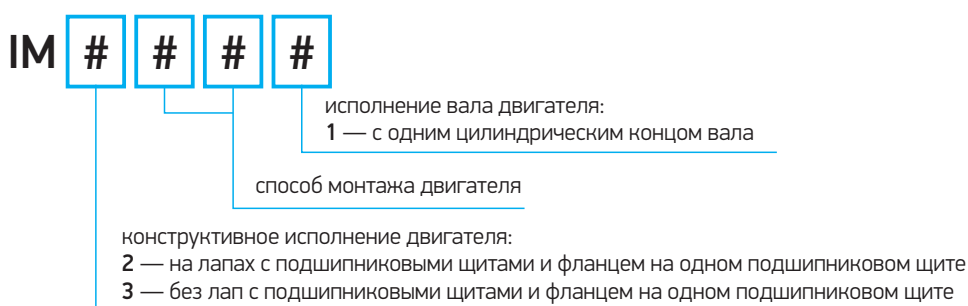 IM # # # #
исполнение вала двигателя:
1 — с одним цилиндрическим концом вала
способ монтажа двигателя
конструктивное исполнение двигателя:
2 — на лапах с подшипниковыми щитами и фланцем на одном подшипниковом щите
3 — без лап с подшипниковыми щитами и фланцем на одном подшипниковом щите